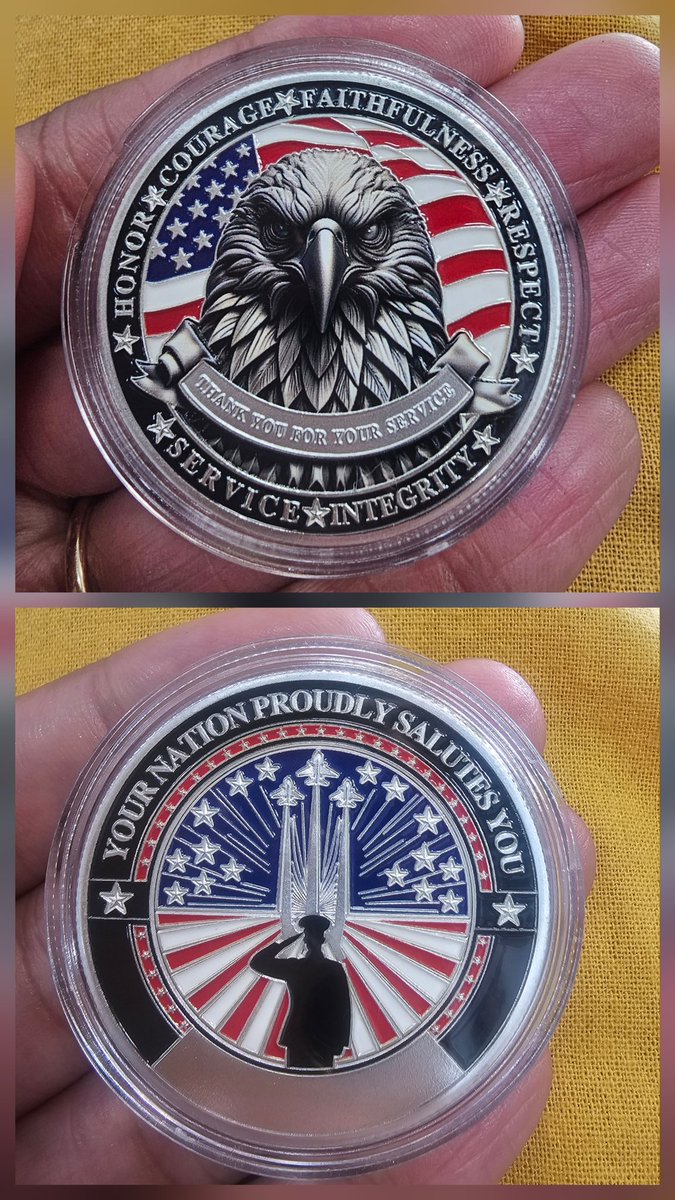 HONOR COURAGE FAITHFULNESS RESPECT
THANK YOU FOR YOUR SERVICE
SERVICE INTEGRITY
YOUR NATION PROUDLY SALUTES YOU